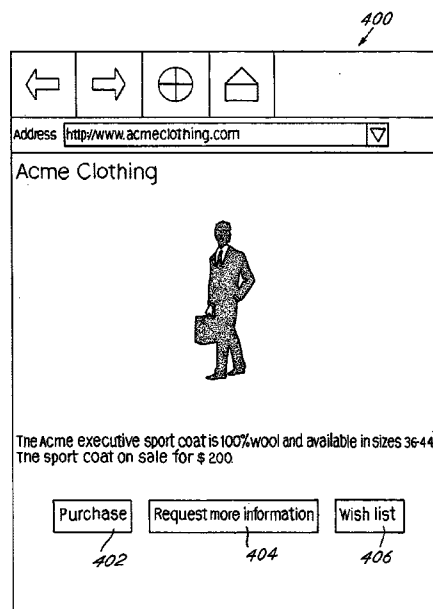 400
Address http://www.acmeclothing.com
Acme Clothing
The Acme executive sport coat is 100% wool and available in sizes 36-44
The sport coat on sale for $ 200.
Purchase Request more information Wish list
402 404 406